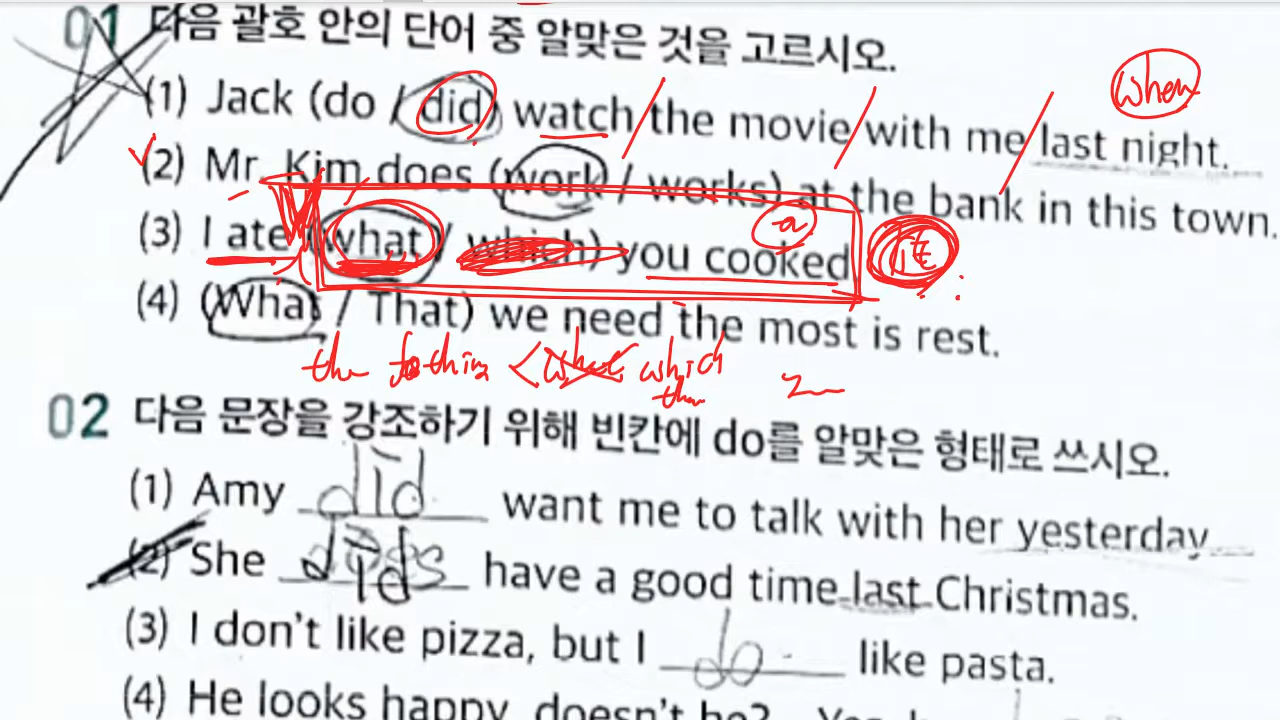 01 다음 괄호 안의 단어 중 알맞은 것을 고르시오.
when
(1) Jack (do / did) watch the movie with me last night.
(2) Mr. Kim does (work / works) at the bank in this town.
(3) I ate (what / which) you cooked it.
(4) (What / That) we need the most is rest.
which
02 다음 문장을 강조하기 위해 빈칸에 do를 알맞은 형태로 쓰시오.
(1) Amy did want me to talk with her yesterday
(2) She did have a good time last Christmas.
(3) I don't like pizza, but I do like pasta.
(4) He looks happy, doesn't he?